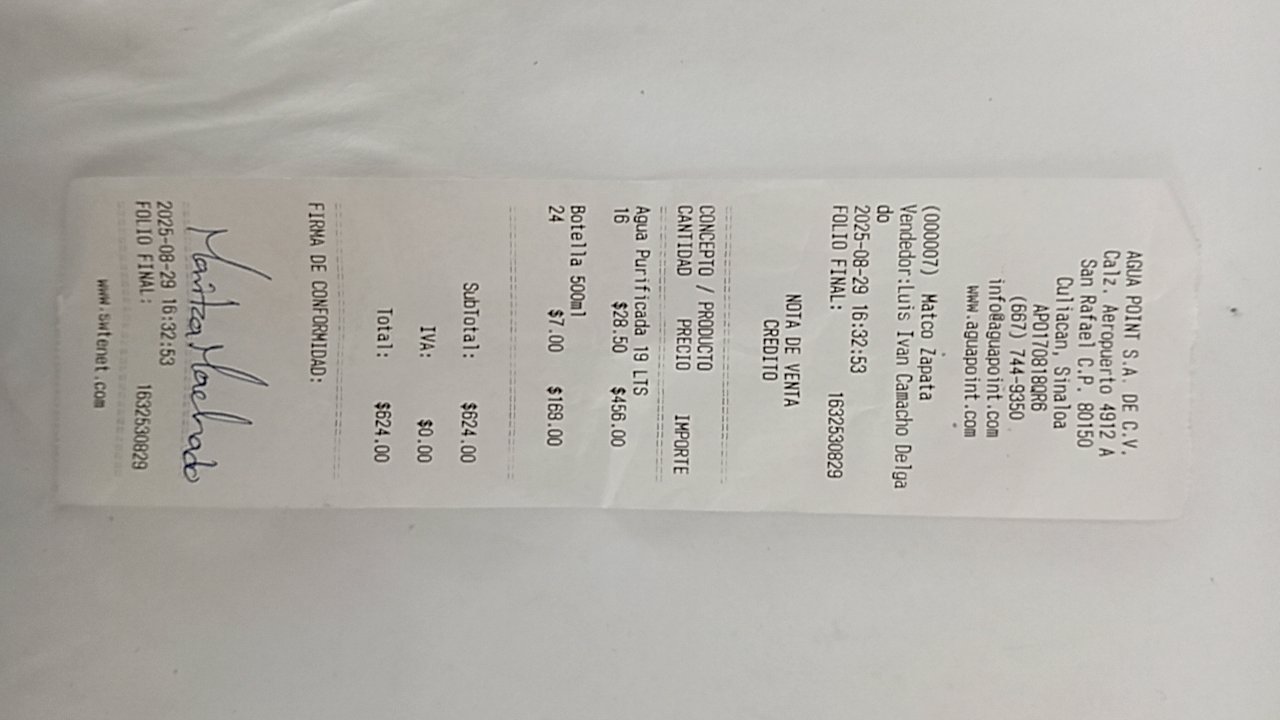 AGUA POINT S.A. DE C.V.
Calz. Aeropuerto 4912 A
San Rafael C.P. 80150
Culiacan, Sinaloa
APO170818QR6
(667) 744-9350
info@aguapoint.com
www.aguapoint.com
(000007) Matco Zapata
Vendedor:Luis Ivan Camacho Delga
do
2025-08-29 16:32:53
FOLIO FINAL: 1632530829
NOTA DE VENTA
CREDITO
CONCEPTO / PRODUCTO
CANTIDAD PRECIO IMPORTE
Agua Purificada 19 LTS
16 $28.50 $456.00
Botella 500ml
24 $7.00 $168.00
SubTotal: $624.00
IVA: $0.00
Total: $624.00
FIRMA DE CONFORMIDAD:
Maritza Machado
2025-08-29 16:32:53
FOLIO FINAL: 1632530829
www.swtenet.com